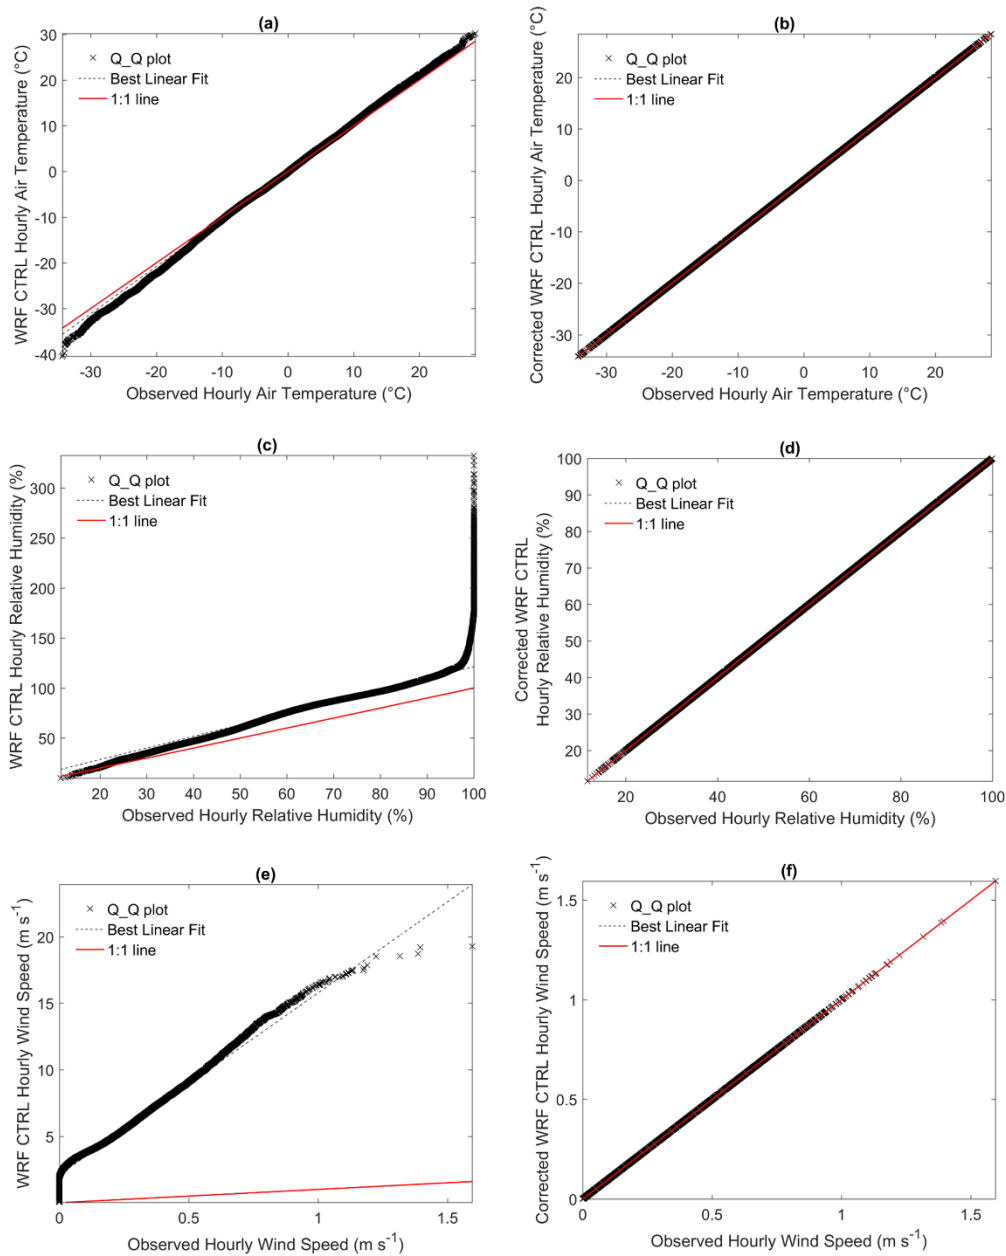 (a)
WRF CTRL Hourly Air Temperature (°C)
30
20
10
0
-10
-20
-30
-40
× Q_Q plot
Best Linear Fit
1:1 line
-30 -20 -10 0 10 20
Observed Hourly Air Temperature (°C)
(b)
Corrected WRF CTRL Hourly Air Temperature (°C)
20
10
0
-10
-20
-30
× Q_Q plot
Best Linear Fit
1:1 line
-30 -20 -10 0 10 20
Observed Hourly Air Temperature (°C)
(c)
WRF CTRL Hourly Relative Humidity (%)
300
250
200
150
100
50
× Q_Q plot
Best Linear Fit
1:1 line
20 30 40 50 60 70 80 90 100
Observed Hourly Relative Humidity (%)
(d)
Corrected WRF CTRL
Hourly Relative Humidity (%)
100
90
80
70
60
50
40
30
20
× Q_Q plot
Best Linear Fit
1:1 line
20 40 60 80 100
Observed Hourly Relative Humidity (%)
(e)
WRF CTRL Hourly Wind Speed (m s⁻¹)
20
15
10
5
× Q_Q plot
Best Linear Fit
1:1 line
0 0.5 1 1.5
Observed Hourly Wind Speed (m s⁻¹)
(f)
Corrected WRF CTRL Hourly Wind Speed (m s⁻¹)
1.5
1
0.5
0
× Q_Q plot
Best Linear Fit
1:1 line
0 0.5 1 1.5
Observed Hourly Wind Speed (m s⁻¹)